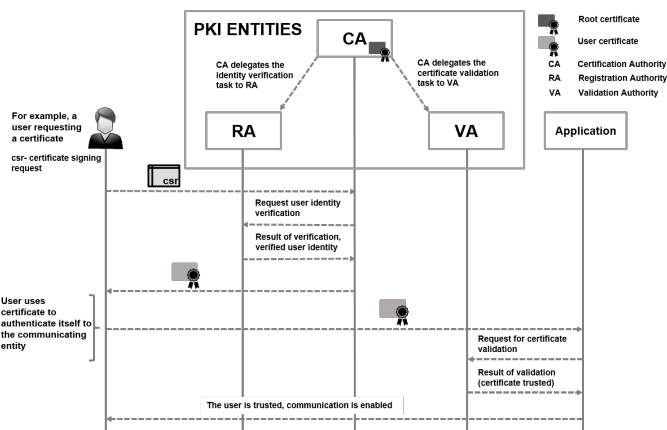 PKI ENTITIES
CA
Root certificate
User certificate
CA Certification Authority
RA Registration Authority
VA Validation Authority
CA delegates the
identity verification
task to RA
CA delegates the
certificate validation
task to VA
For example, a
user requesting
a certificate
csr- certificate signing
request
RA
VA
Application
csr
Request user identity
verification
Result of verification,
verified user identity
User uses
certificate to
authenticate itself to
the communicating
entity
Request for certificate
validation
Result of validation
(certificate trusted)
The user is trusted, communication is enabled